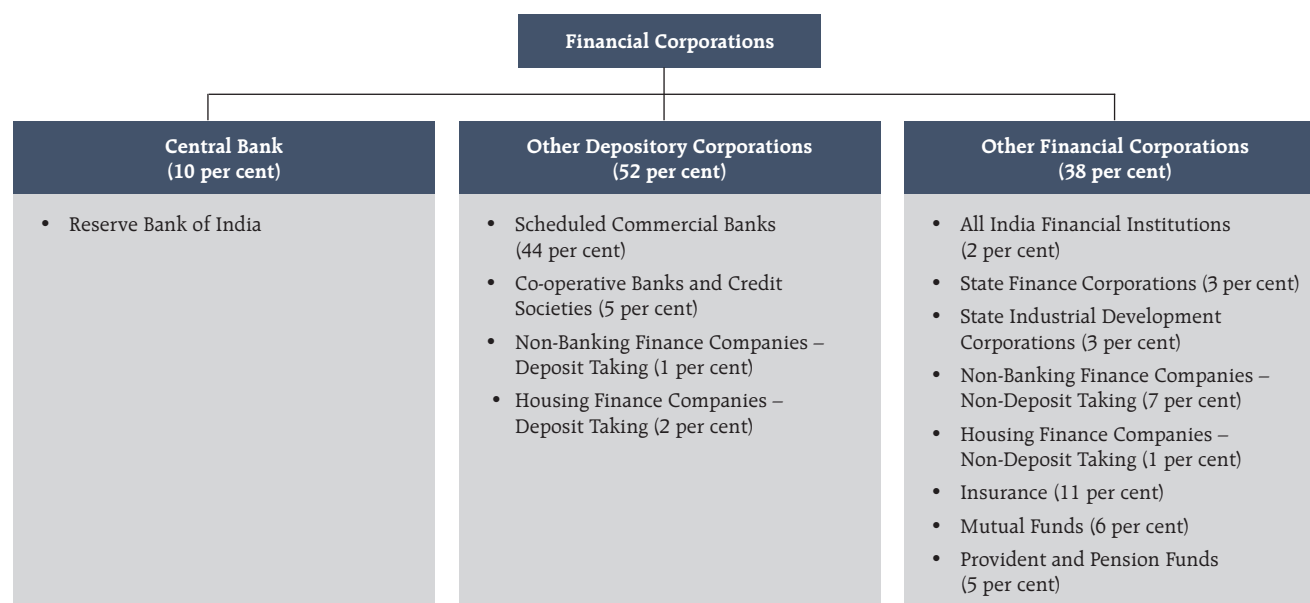 Financial Corporations
Central Bank
(10 per cent)
• Reserve Bank of India
Other Depository Corporations
(52 per cent)
• Scheduled Commercial Banks
(44 per cent)
• Co-operative Banks and Credit
Societies (5 per cent)
• Non-Banking Finance Companies –
Deposit Taking (1 per cent)
• Housing Finance Companies –
Deposit Taking (2 per cent)
Other Financial Corporations
(38 per cent)
• All India Financial Institutions
(2 per cent)
• State Finance Corporations (3 per cent)
• State Industrial Development
Corporations (3 per cent)
• Non-Banking Finance Companies –
Non-Deposit Taking (7 per cent)
• Housing Finance Companies –
Non-Deposit Taking (1 per cent)
• Insurance (11 per cent)
• Mutual Funds (6 per cent)
• Provident and Pension Funds
(5 per cent)